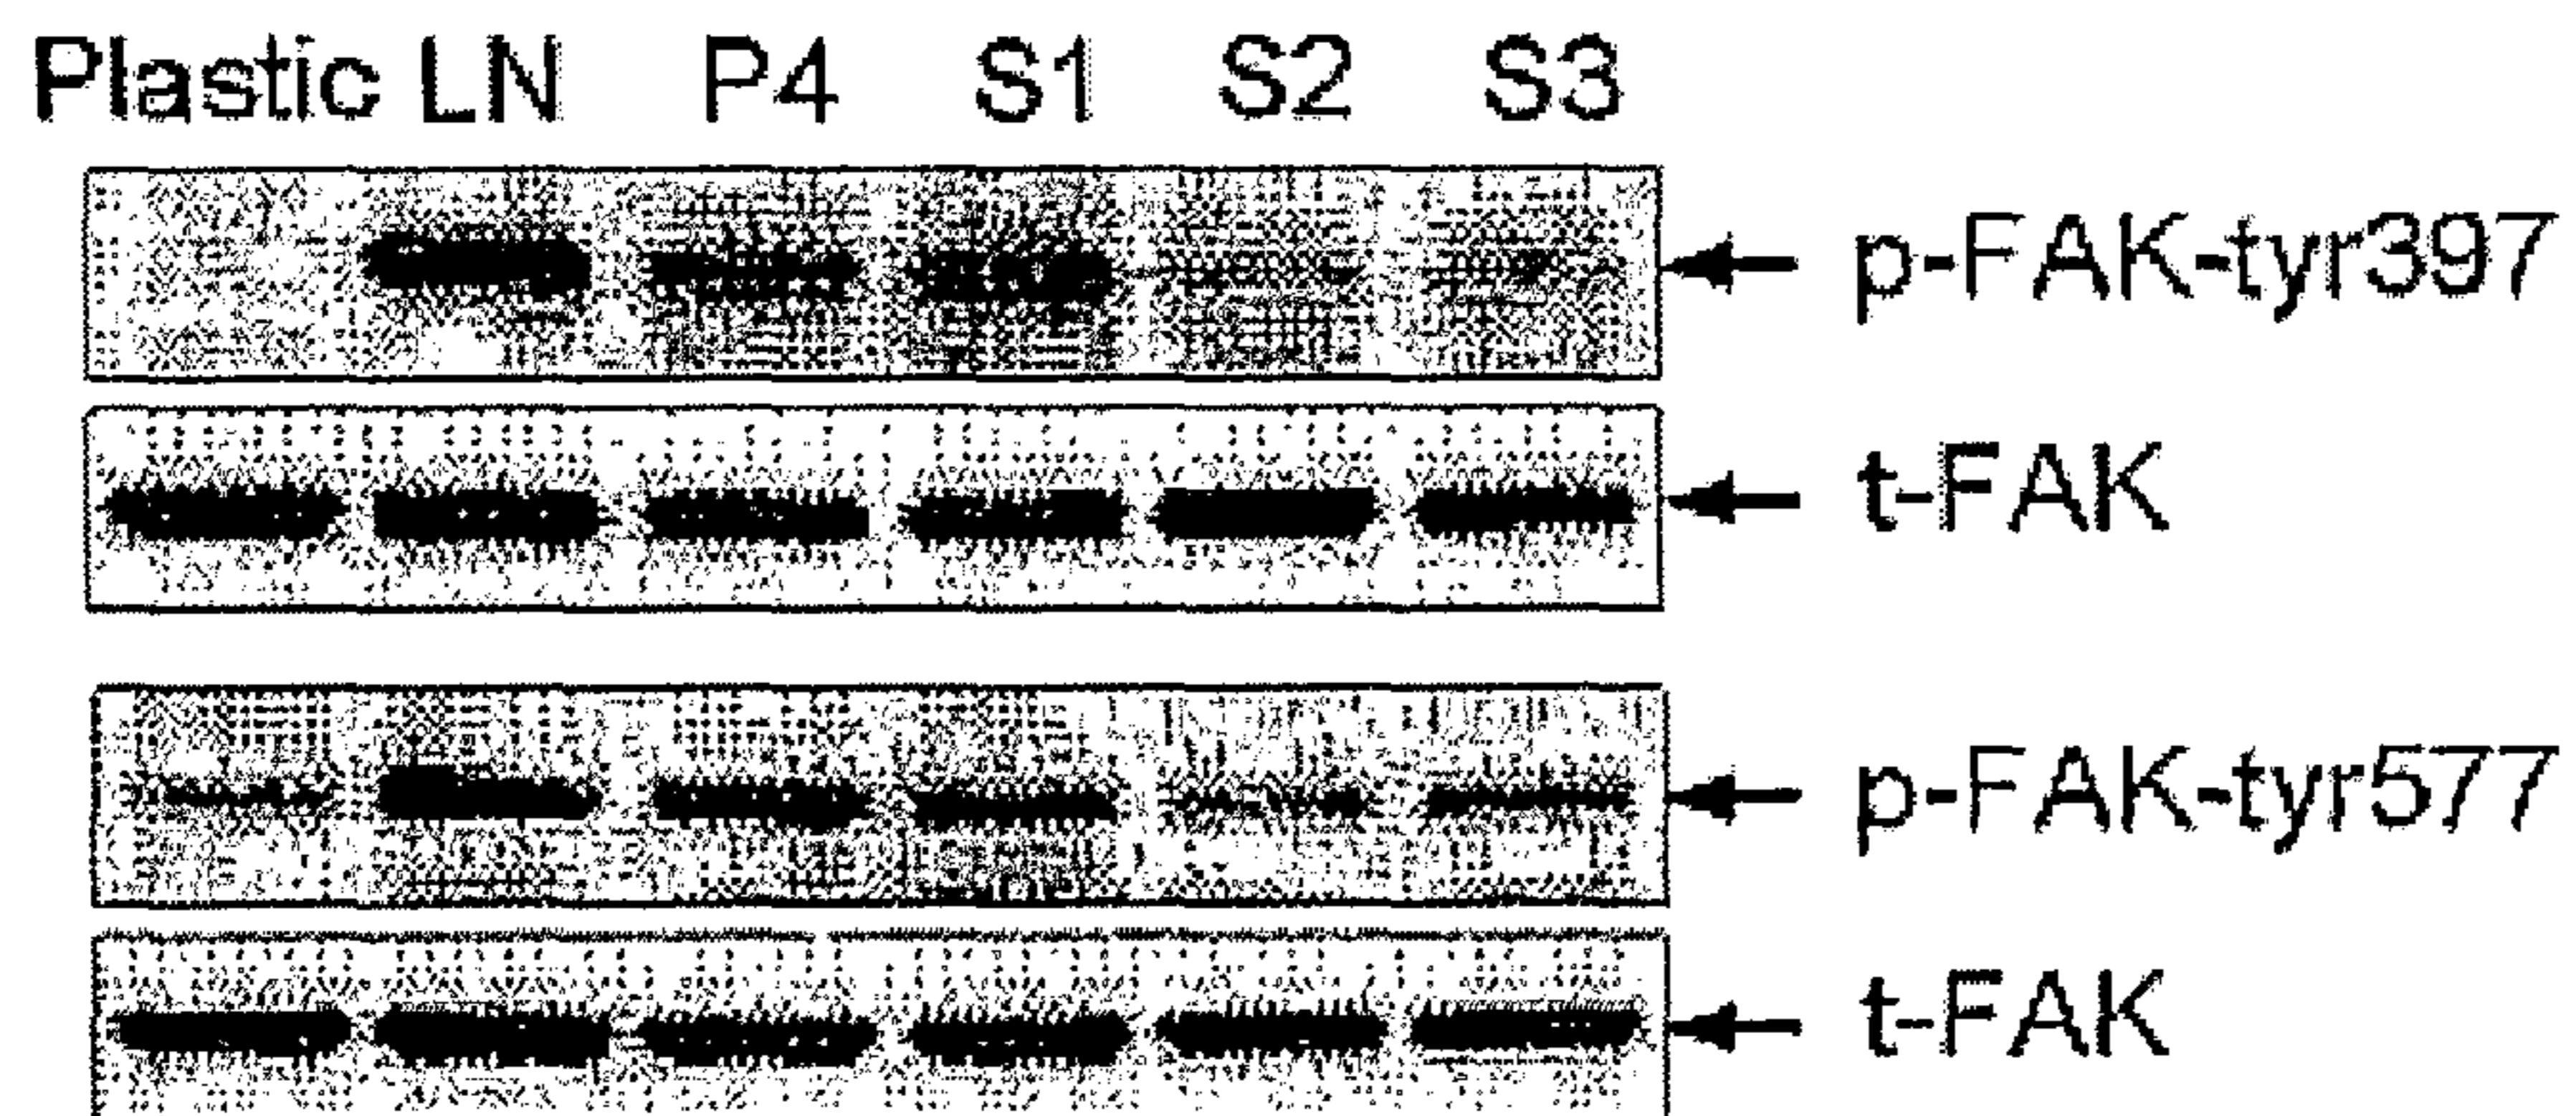 Plastic LN P4 S1 S2 S3
p-FAK-tyr397
t-FAK
p-FAK-tyr577
t-FAK